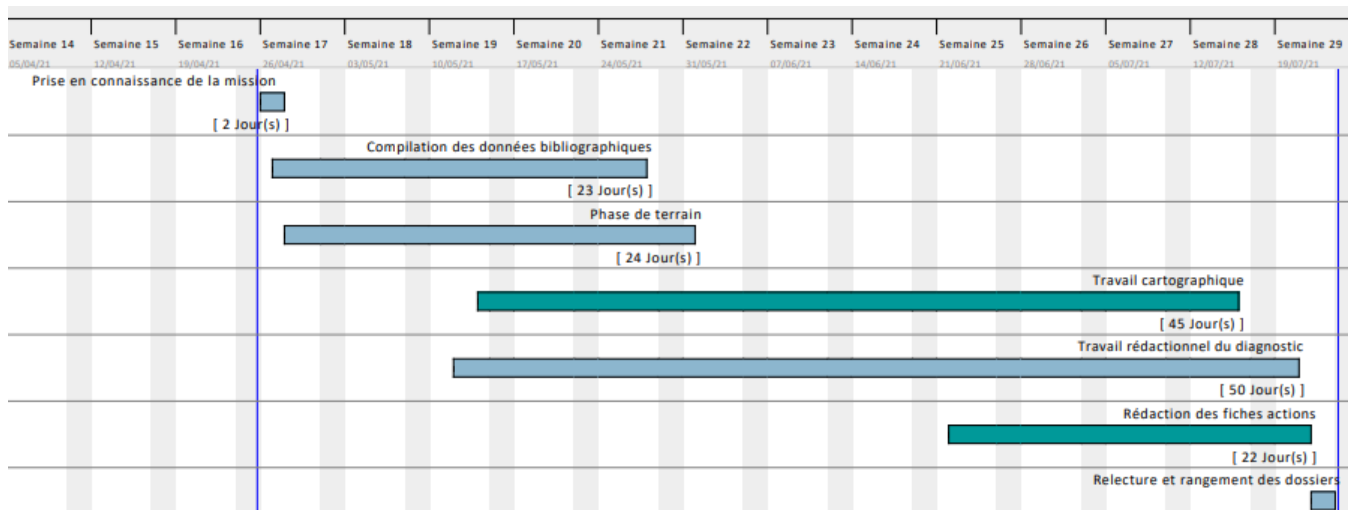 Semaine 14 Semaine 15 Semaine 16 Semaine 17 Semaine 18 Semaine 19 Semaine 20 Semaine 21 Semaine 22 Semaine 23 Semaine 24 Semaine 25 Semaine 26 Semaine 27 Semaine 28 Semaine 29
05/04/21 12/04/21 19/04/21 26/04/21 03/05/21 10/05/21 17/05/21 24/05/21 31/05/21 07/06/21 14/06/21 21/06/21 28/06/21 05/07/21 12/07/21 19/07/21
Prise en connaissance de la mission
[ 2 Jour(s) ]
Compilation des données bibliographiques
[ 23 Jour(s) ]
Phase de terrain
[ 24 Jour(s) ]
Travail cartographique
[ 45 Jour(s) ]
Travail rédactionnel du diagnostic
[ 50 Jour(s) ]
Rédaction des fiches actions
[ 22 Jour(s) ]
Relecture et rangement des dossiers